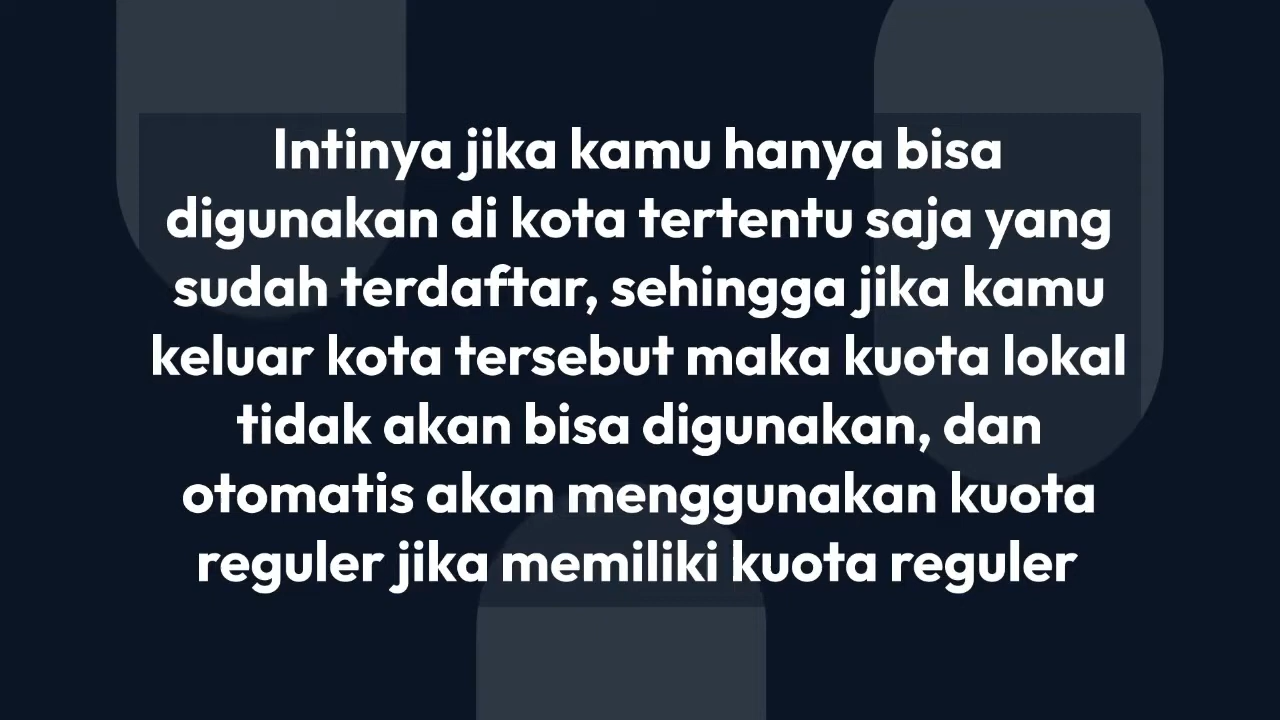 Intinya jika kamu hanya bisa
digunakan di kota tertentu saja yang
sudah terdaftar, sehingga jika kamu
keluar kota tersebut maka kuota lokal
tidak akan bisa digunakan, dan
otomatis akan menggunakan kuota
reguler jika memiliki kuota reguler